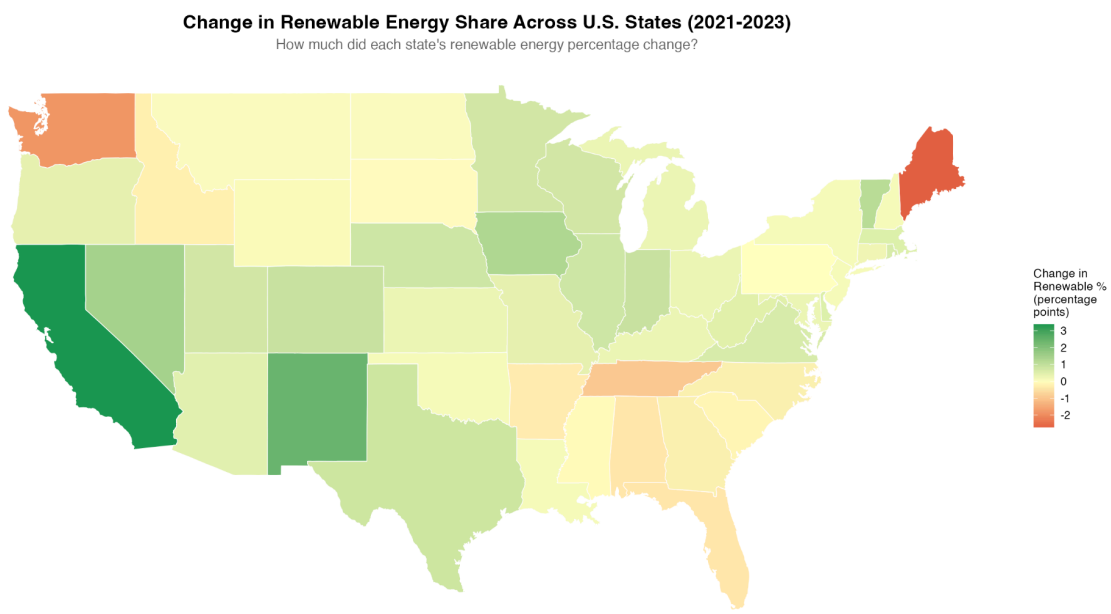 Change in Renewable Energy Share Across U.S. States (2021-2023)
How much did each state's renewable energy percentage change?
Change in
Renewable %
(percentage
points)
3
2
1
0
-1
-2